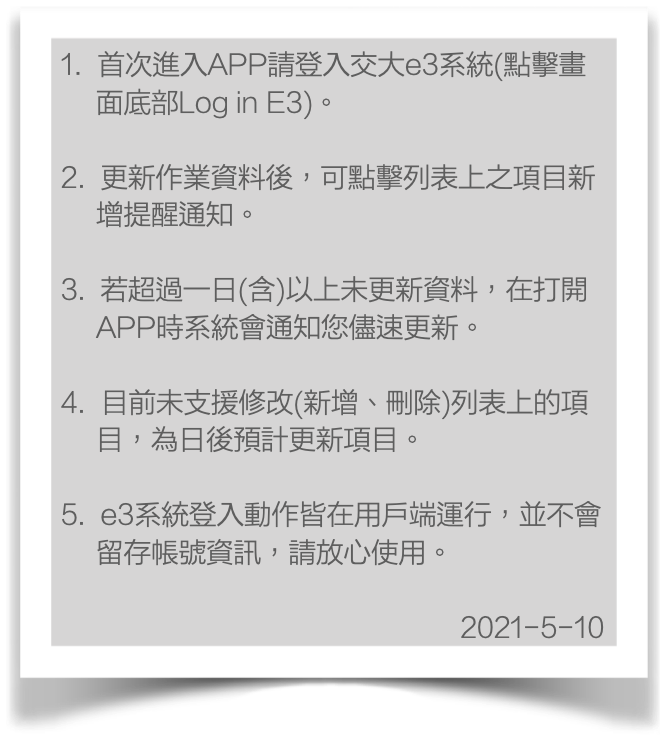 1. 首次進入APP請登入交大e3系統(點擊畫
面底部Log in E3)。
2. 更新作業資料後，可點擊列表上之項目新
增提醒通知。
3. 若超過一日(含)以上未更新資料，在打開
APP時系統會通知您儘速更新。
4. 目前未支援修改(新增、刪除)列表上的項
目，為日後預計更新項目。
5. e3系統登入動作皆在用戶端運行，並不會
留存帳號資訊，請放心使用。
2021-5-10